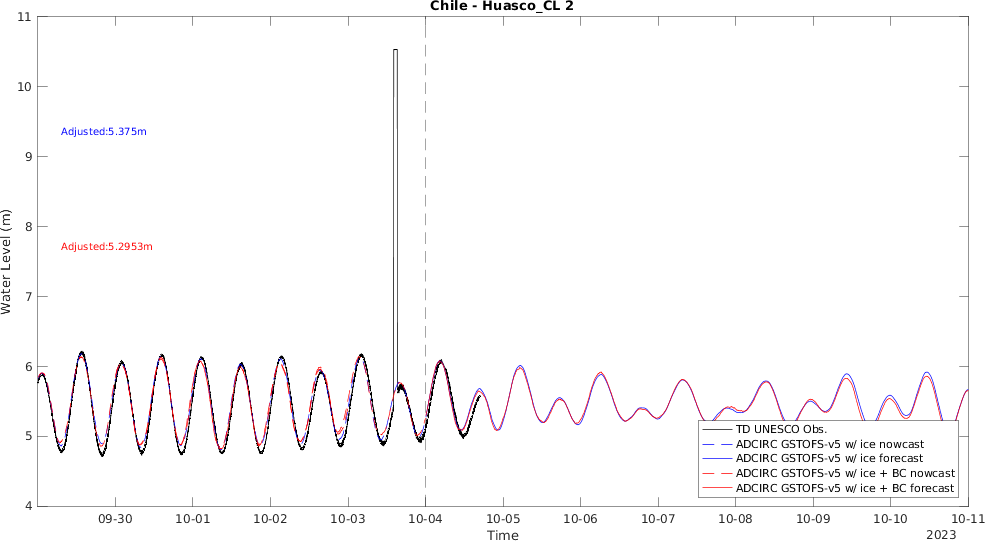 Chile - Huasco_CL 2
11
10
9
8
7
6
5
4
Water Level (m)
Adjusted:5.375m
Adjusted:5.2953m
TD UNESCO Obs.
ADCIRC GSTOFS-v5 w/ ice nowcast
ADCIRC GSTOFS-v5 w/ ice forecast
ADCIRC GSTOFS-v5 w/ ice + BC nowcast
ADCIRC GSTOFS-v5 w/ ice + BC forecast
09-30 10-01 10-02 10-03 10-04 10-05 10-06 10-07 10-08 10-09 10-10 10-11
Time
2023